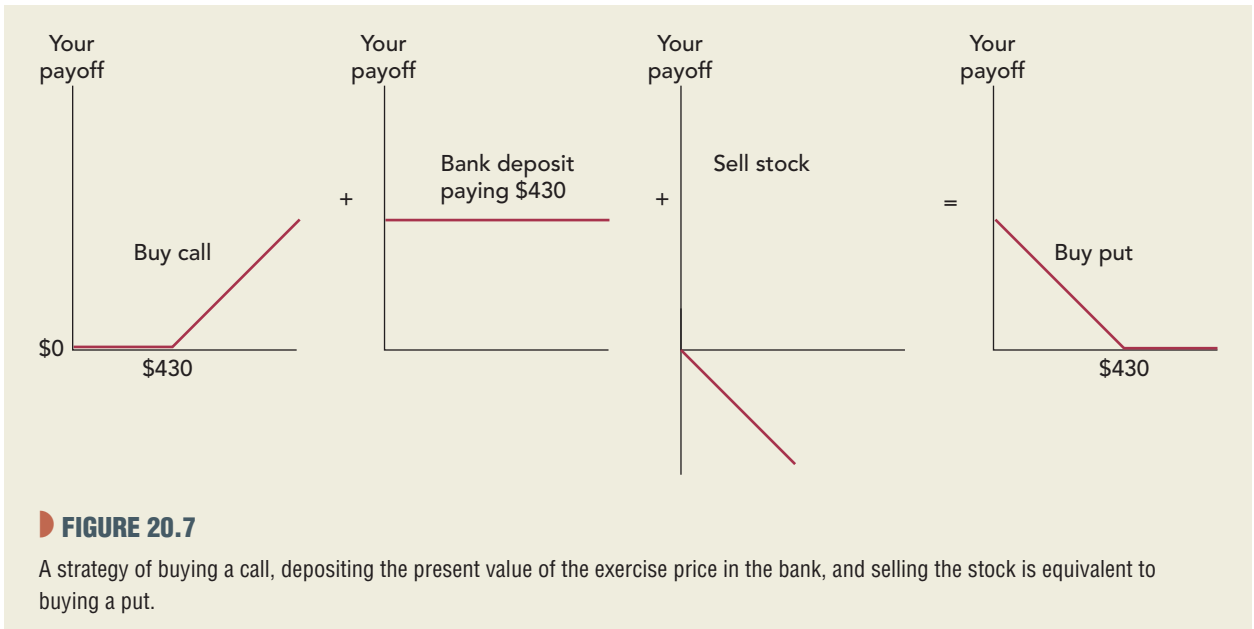 Your
payoff
Your
payoff
Your
payoff
Your
payoff
Bank deposit
paying $430
Sell stock
+
+
=
Buy call
Buy put
$0
$430
$430
FIGURE 20.7
A strategy of buying a call, depositing the present value of the exercise price in the bank, and selling the stock is equivalent to
buying a put.